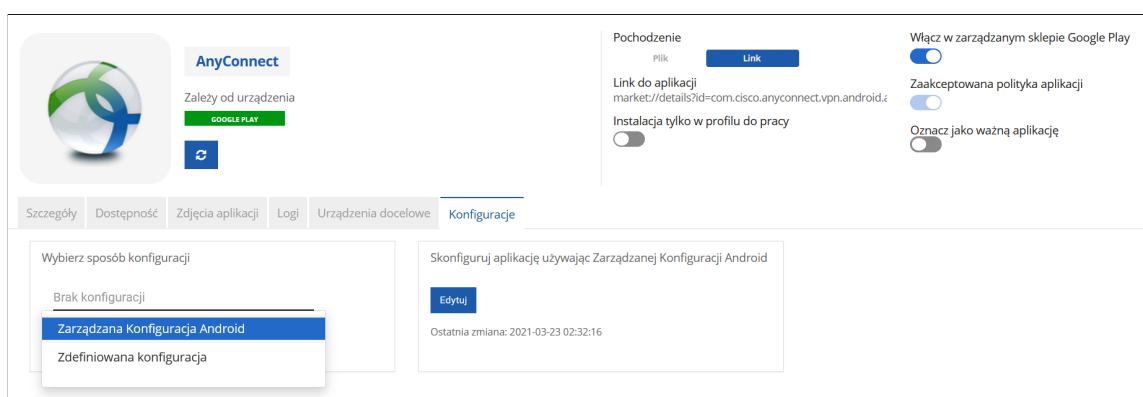 AnyConnect
Zależy od urządzenia
GOOGLE PLAY
Pochodzenie
Plik
Link
Link do aplikacji
market://details?id=com.cisco.anyconnect.vpn.android.a
Instalacja tylko w profilu do pracy
Włącz w zarządzanym sklepie Google Play
Zaakceptowana polityka aplikacji
Oznacz jako ważną aplikację
Szczegóły Dostępność Zdjęcia aplikacji Logi Urządzenia docelowe Konfiguracje
Wybierz sposób konfiguracji
Brak konfiguracji
Zarządzana Konfiguracja Android
Zdefiniowana konfiguracja
Skonfiguruj aplikację używając Zarządzanej Konfiguracji Android
Edytuj
Ostatnia zmiana: 2021-03-23 02:32:16